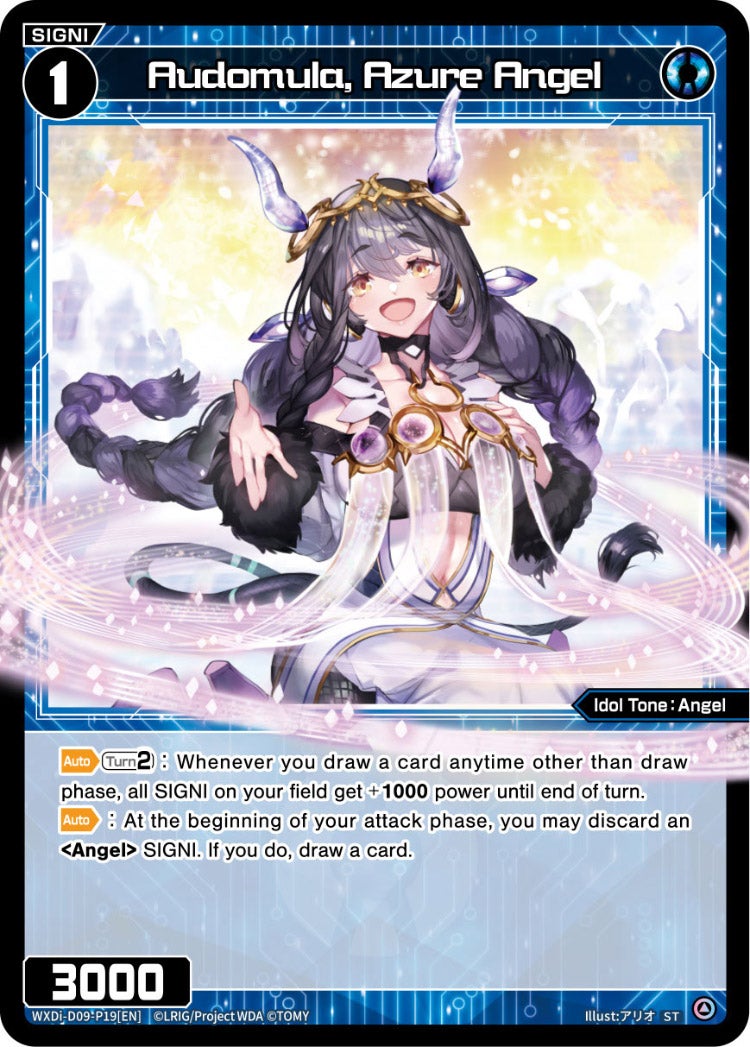 SIGNI
1
Audomula, Azure Angel
Idol Tone:Angel
Auto Turn2 : Whenever you draw a card anytime other than draw
phase, all SIGNI on your field get +1000 power until end of turn.
Auto : At the beginning of your attack phase, you may discard an
<Angel> SIGNI. If you do, draw a card.
3000
WXDi-D09-P19[EN] ©LRIG/Project WDA ©TOMY Illust:アリオ ST